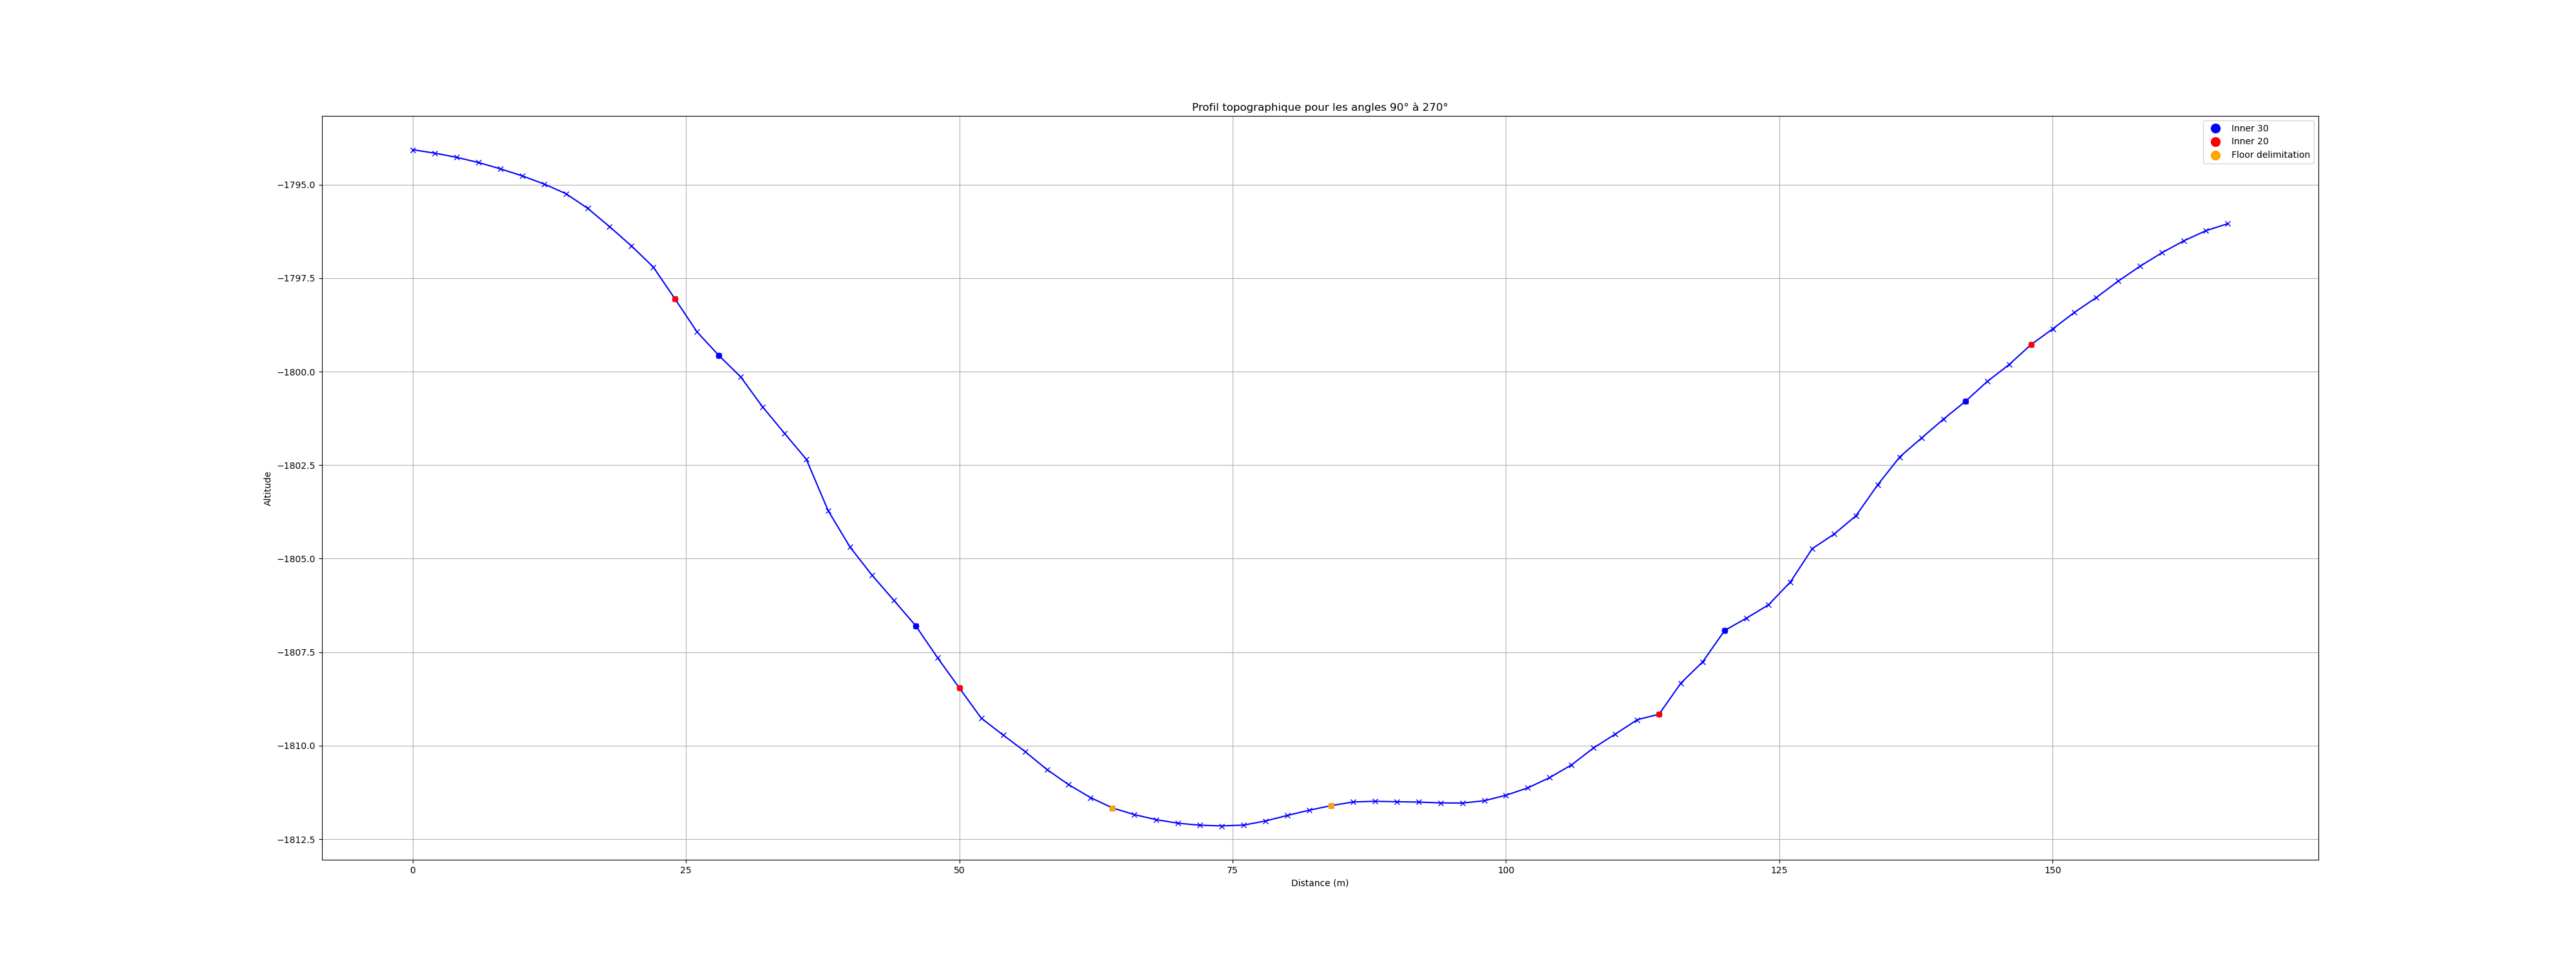 Profil topographique pour les angles 90° à 270°
Inner 30
Inner 20
Floor delimitation
−1795.0
−1797.5
−1800.0
−1802.5
−1805.0
−1807.5
−1810.0
−1812.5
Altitude
0 25 50 75 100 125 150
Distance (m)